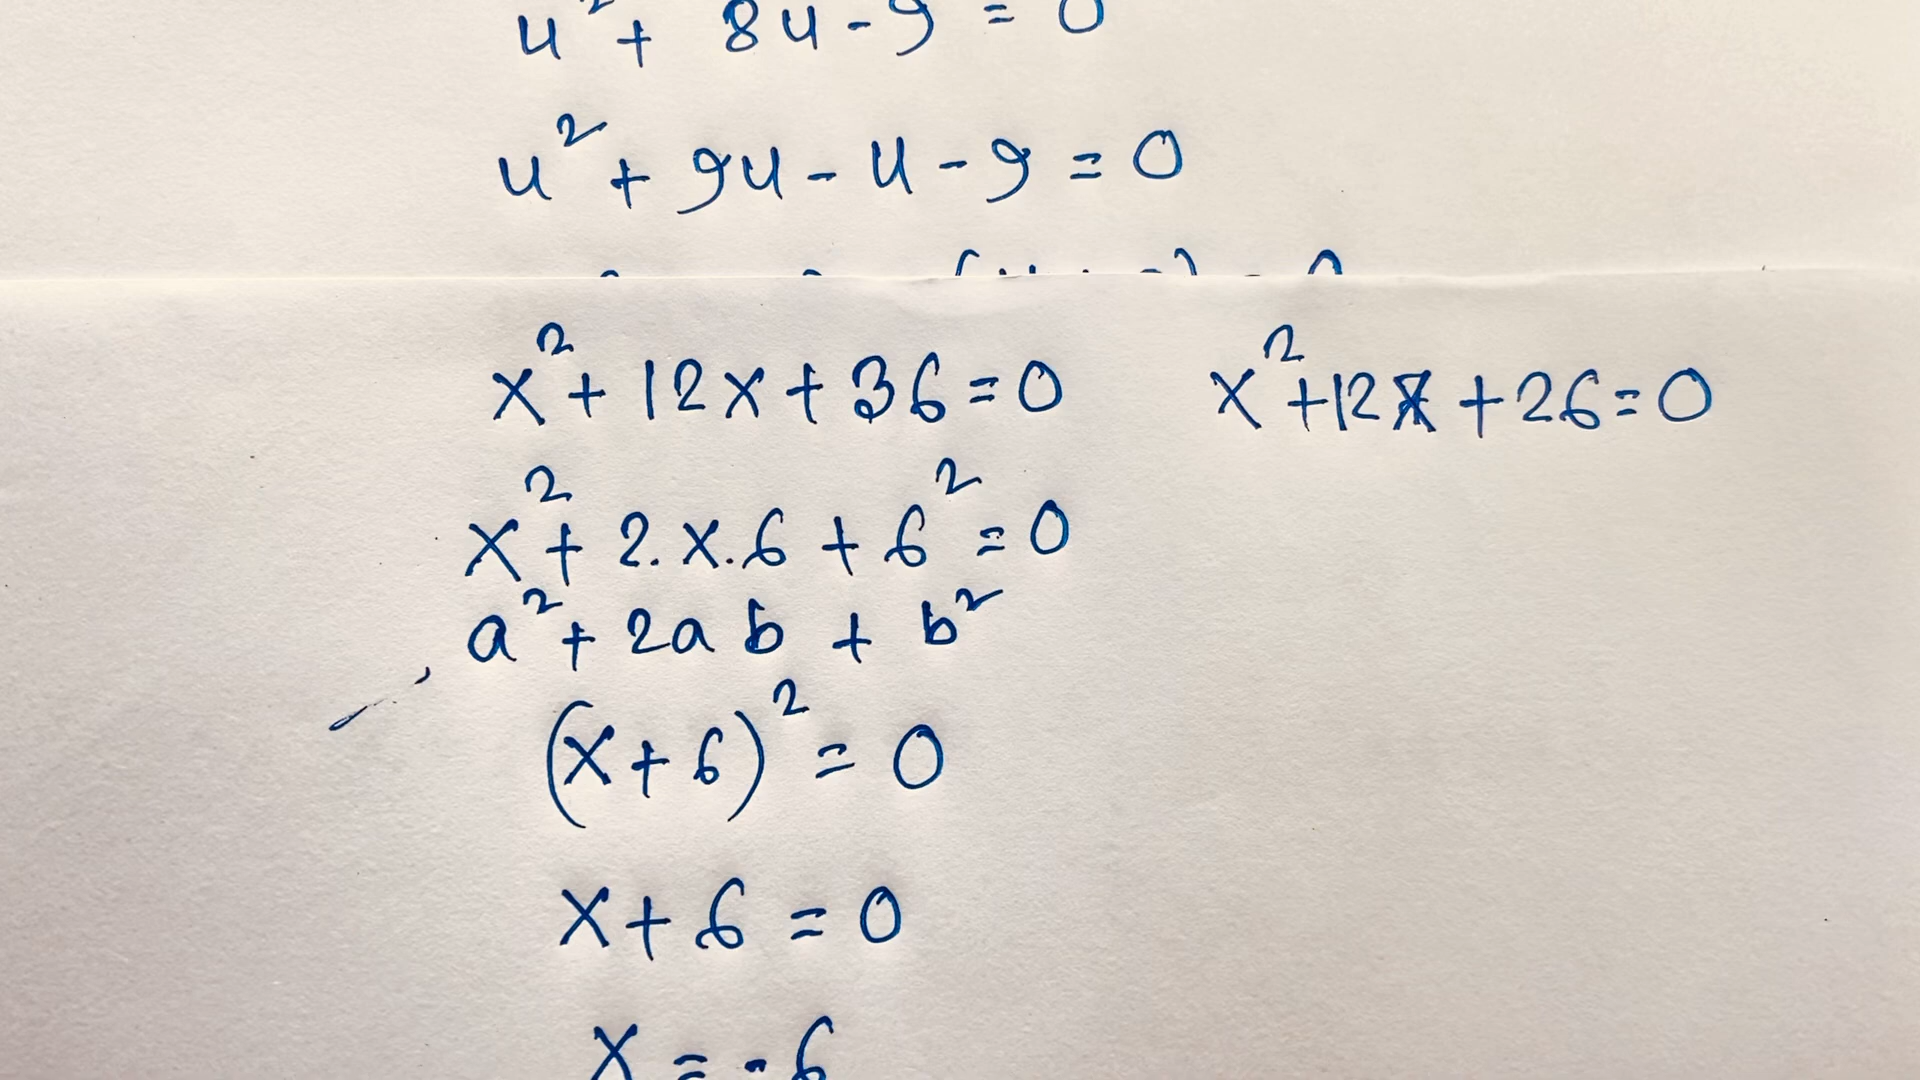 u² + 8u - 9 = 0
u² + 9u - u - 9 = 0
x² + 12x + 36 = 0
x² + 12x + 26 = 0
x² + 2.x.6 + 6² = 0
a² + 2ab + b²
(x + 6)² = 0
x + 6 = 0
x = -6